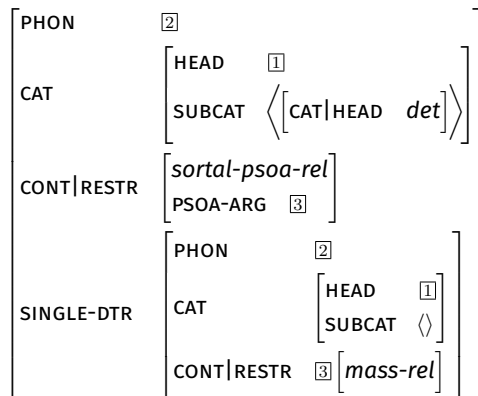 PHON 2
HEAD 1
CAT
SUBCAT ⟨[CAT|HEAD det]⟩
CONT|RESTR [sortal-psoa-rel
PSOA-ARG 3]
PHON 2
SINGLE-DTR CAT [HEAD 1
SUBCAT ⟨⟩]
CONT|RESTR 3 [mass-rel]